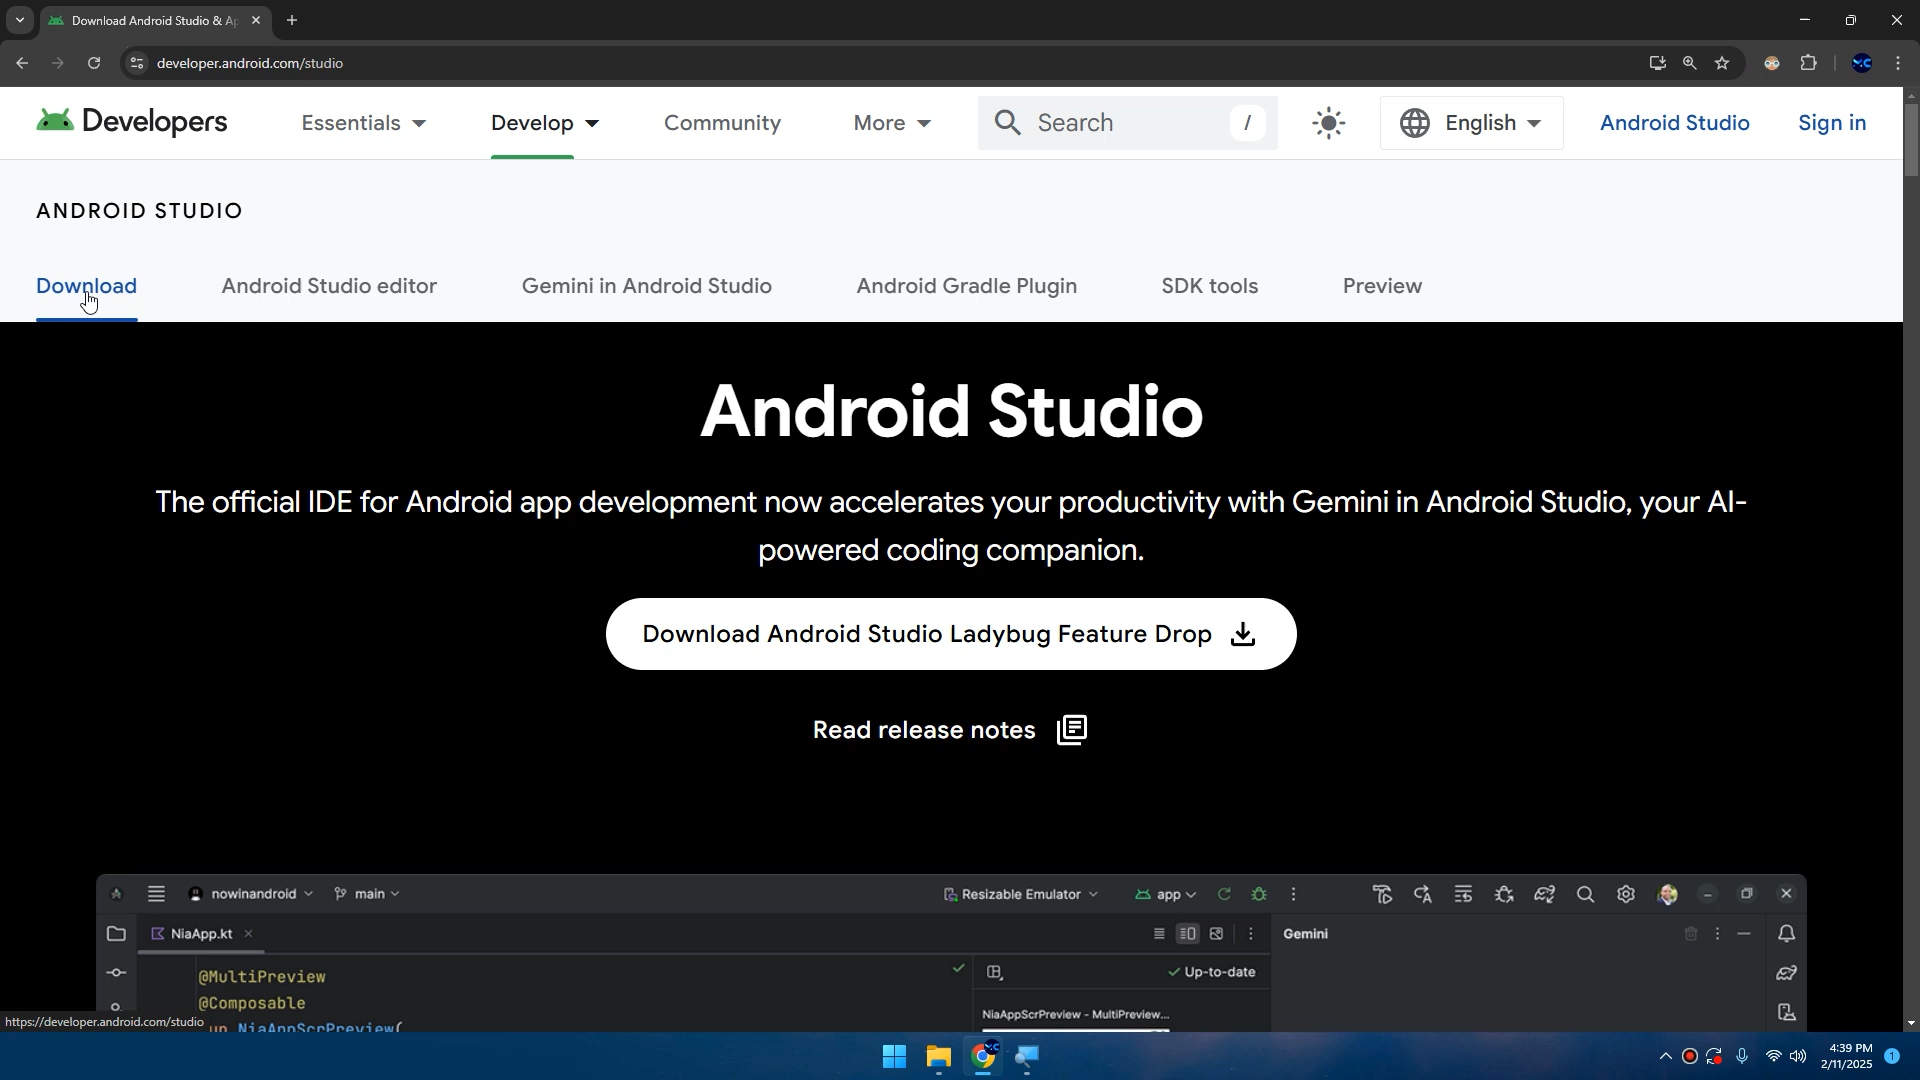 Download Android Studio & Ap
developer.android.com/studio
Developers
Essentials
Develop
Community
More
Search
/
English
Android Studio
Sign in
ANDROID STUDIO
Download
Android Studio editor
Gemini in Android Studio
Android Gradle Plugin
SDK tools
Preview
Android Studio
The official IDE for Android app development now accelerates your productivity with Gemini in Android Studio, your AI-
powered coding companion.
Download Android Studio Ladybug Feature Drop
Read release notes
nowinandroid
main
Resizable Emulator
app
NiaApp.kt
Gemini
@MultiPreview
Up-to-date
@Composable
NiaAppScrPreview - MultiPreview...
https://developer.android.com/studio
un NiaAppScrPreview(
4:39 PM
2/11/2025
1